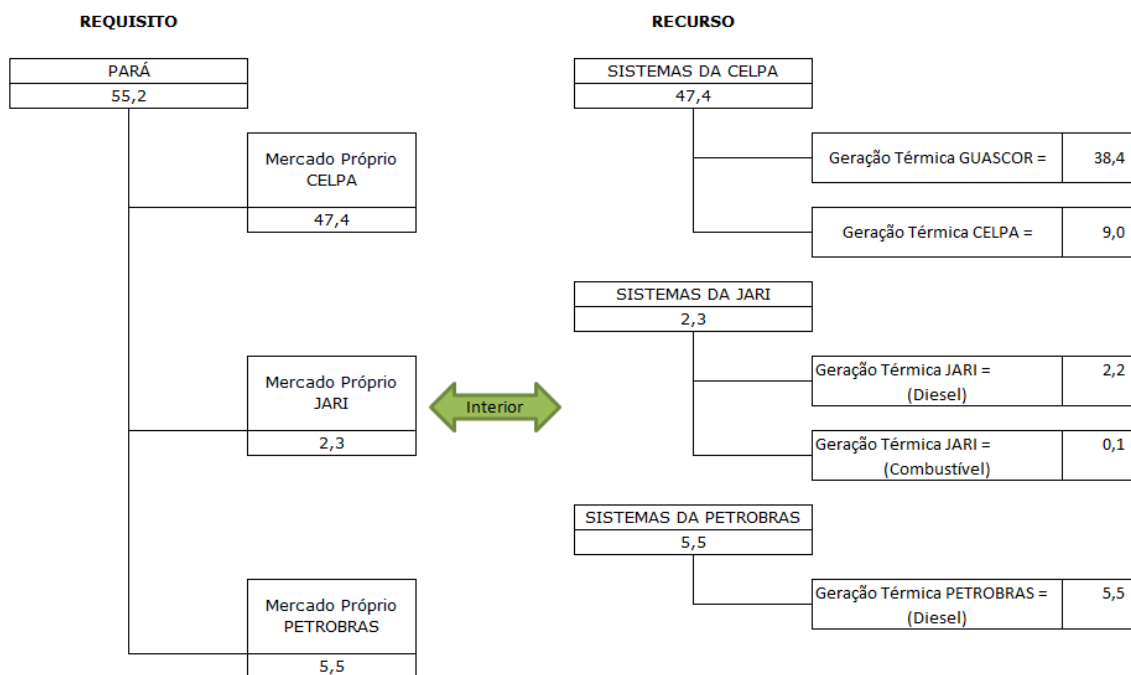 REQUISITO
RECURSO
PARÁ
55,2
Mercado Próprio
CELPA
47,4
Mercado Próprio
JARI
2,3
Mercado Próprio
PETROBRAS
5,5
Interior
SISTEMAS DA CELPA
47,4
Geração Térmica GUASCOR = 38,4
Geração Térmica CELPA = 9,0
SISTEMAS DA JARI
2,3
Geração Térmica JARI = 2,2
(Diesel)
Geração Térmica JARI = 0,1
(Combustível)
SISTEMAS DA PETROBRAS
5,5
Geração Térmica PETROBRAS = 5,5
(Diesel)